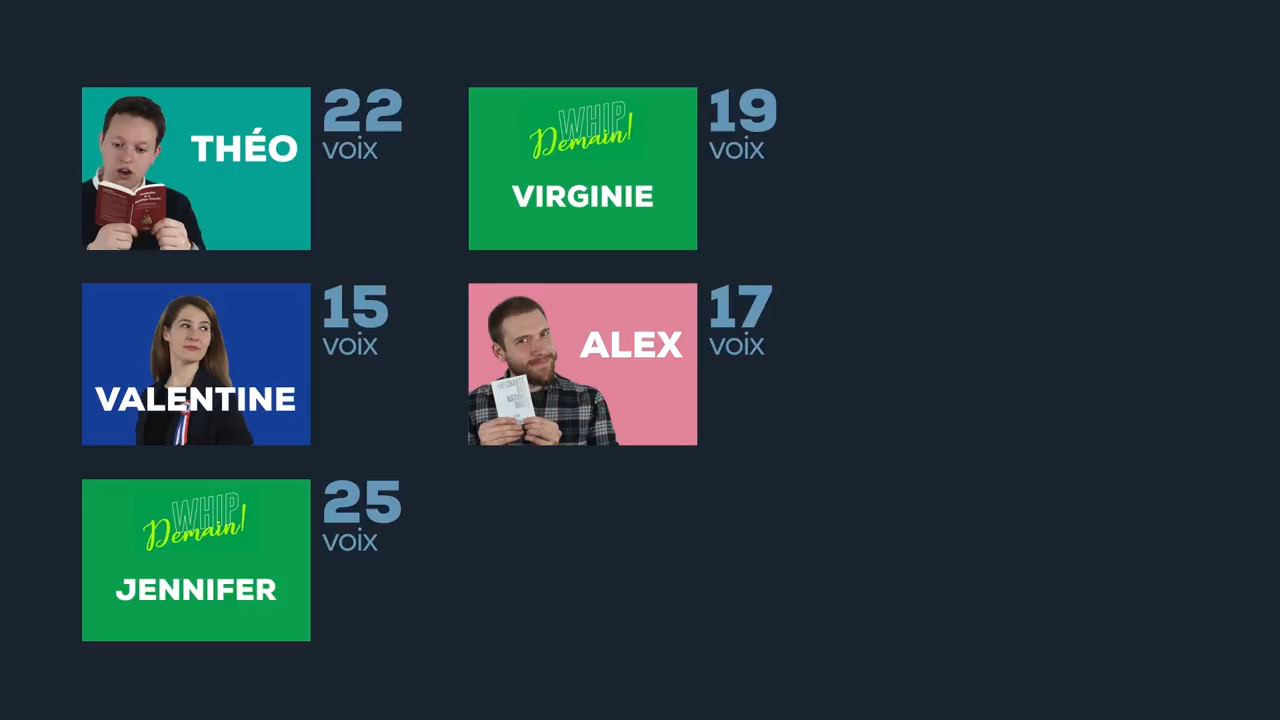 THÉO
22
voix
WHIP
Demain!
VIRGINIE
19
voix
VALENTINE
15
voix
ALEX
17
voix
WHIP
Demain!
JENNIFER
25
voix